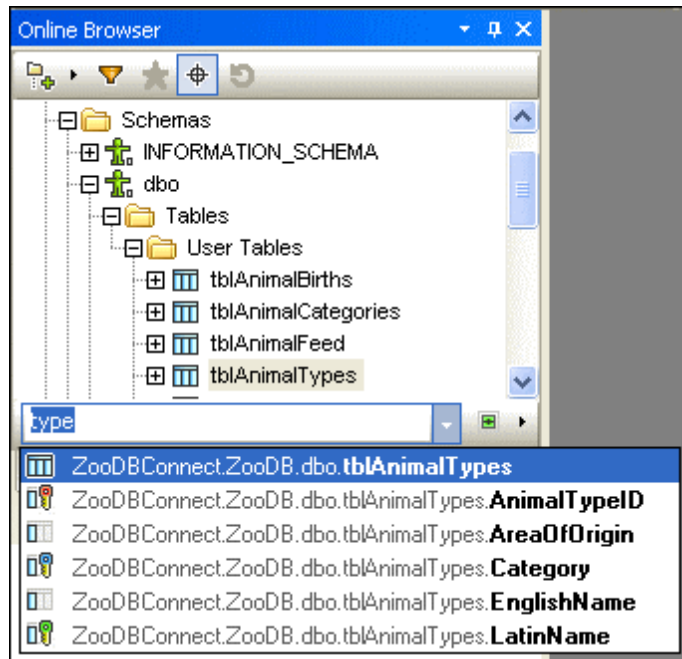 Online Browser
Schemas
INFORMATION_SCHEMA
dbo
Tables
User Tables
tblAnimalBirths
tblAnimalCategories
tblAnimalFeed
tblAnimalTypes
type
ZooDBConnect.ZooDB.dbo.tblAnimalTypes
ZooDBConnect.ZooDB.dbo.tblAnimalTypes.AnimalTypeID
ZooDBConnect.ZooDB.dbo.tblAnimalTypes.AreaOfOrigin
ZooDBConnect.ZooDB.dbo.tblAnimalTypes.Category
ZooDBConnect.ZooDB.dbo.tblAnimalTypes.EnglishName
ZooDBConnect.ZooDB.dbo.tblAnimalTypes.LatinName